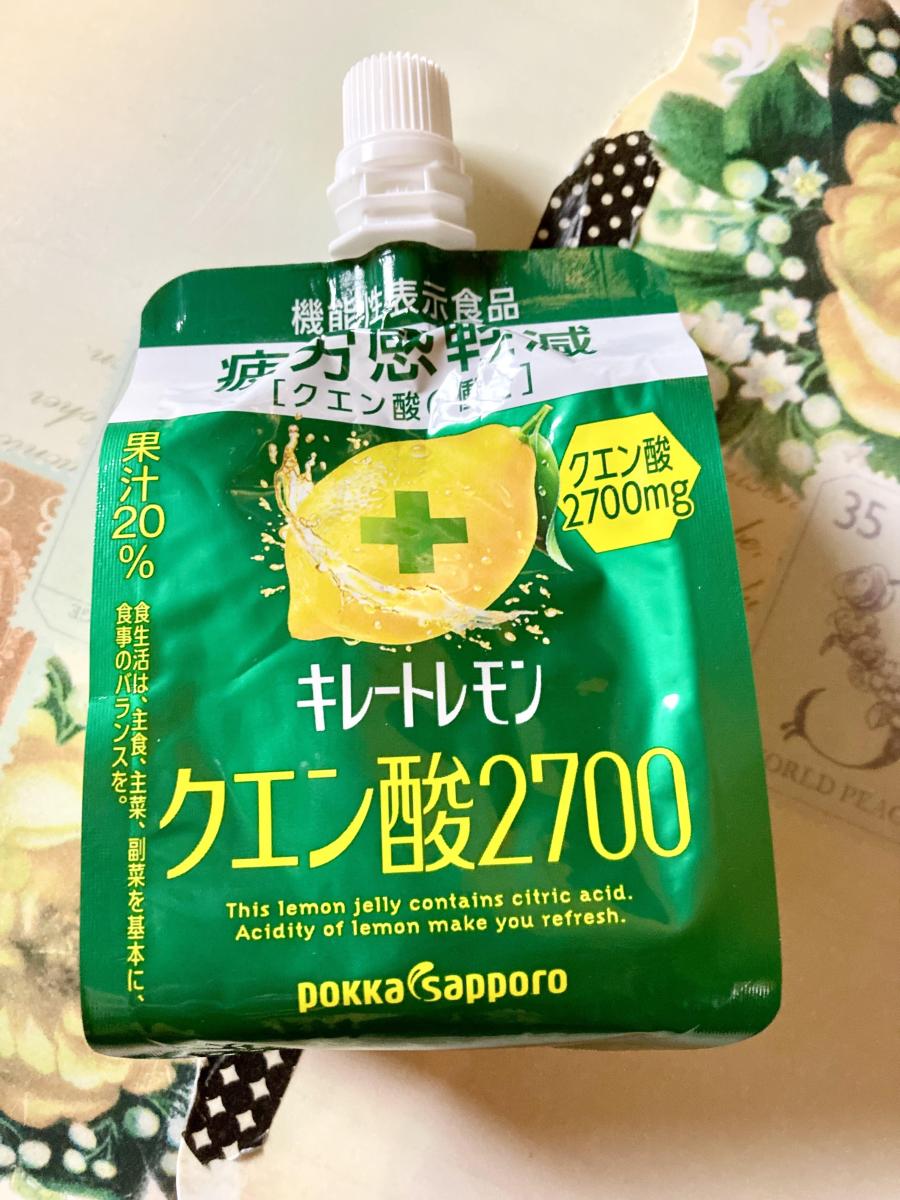 機能性表示食品
疲労感軽減
[クエン酸の働き]
クエン酸
2700mg
果汁20%
食生活は、主食、主菜、副菜を基本に、
食事のバランスを。
キレートレモン
クエン酸2700
This lemon jelly contains citric acid.
Acidity of lemon make you refresh.
pokka sapporo
35
ORLD PEAC